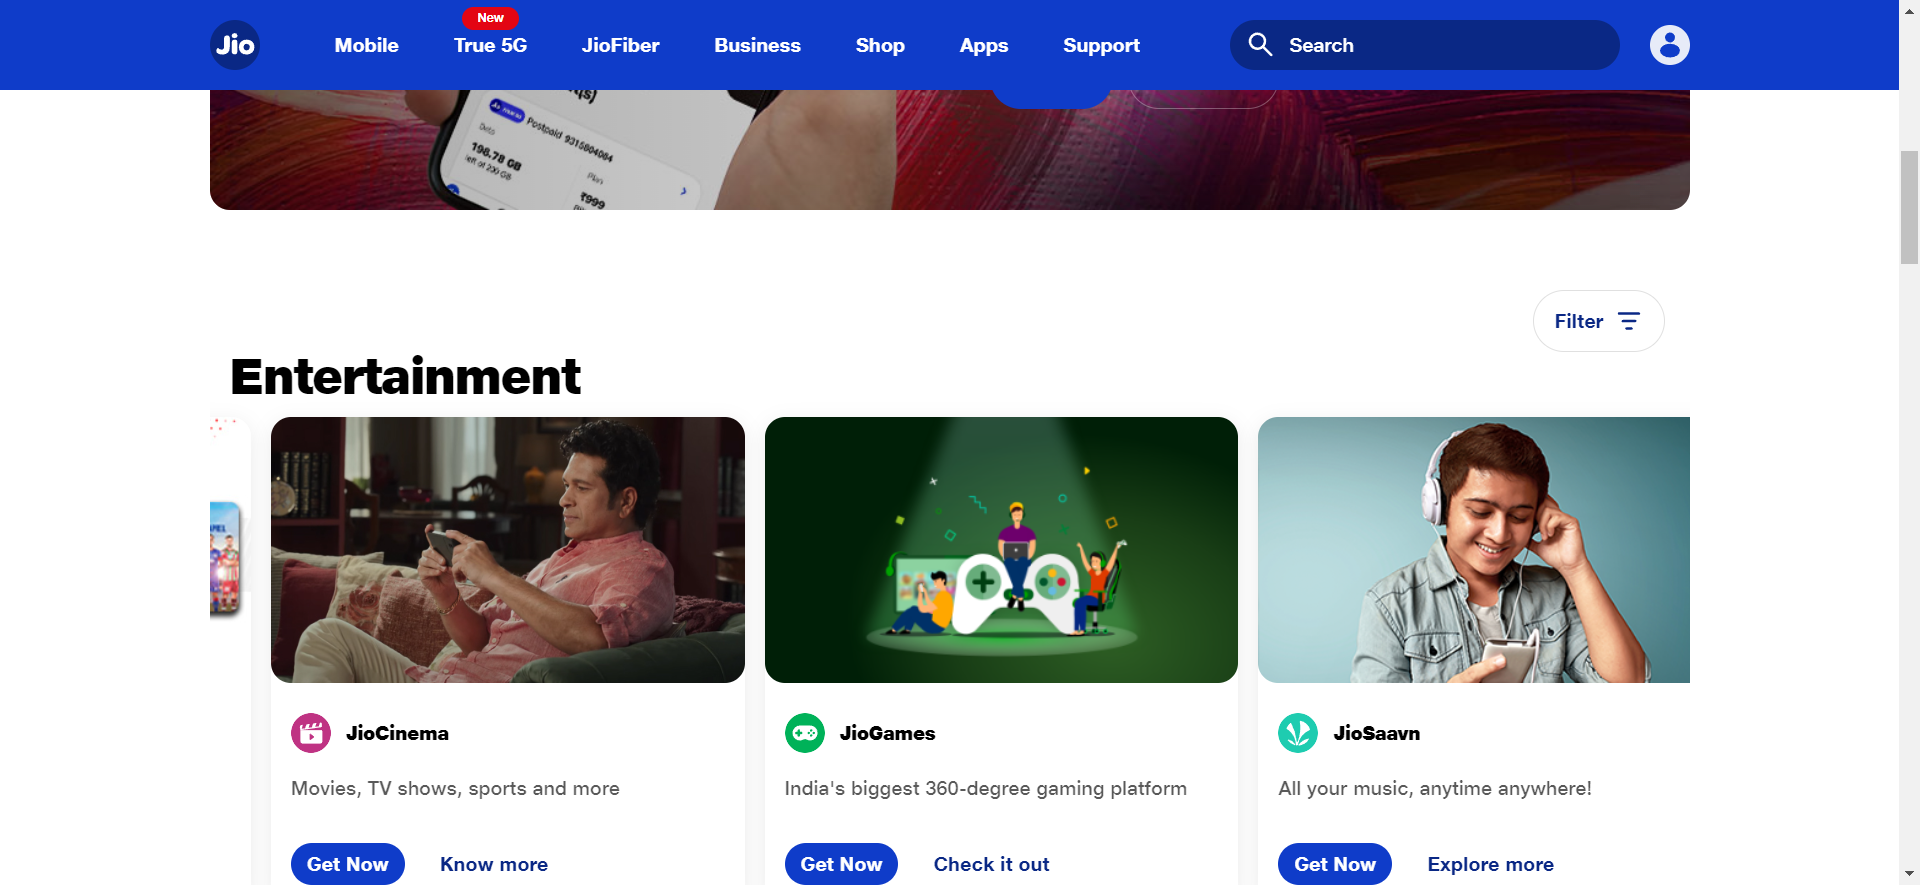 Jio
Mobile
New
True 5G
JioFiber
Business
Shop
Apps
Support
Search
Postpaid 9315804084
Data
198.78 GB
left of 200 GB
Plan
₹999
Filter
Entertainment
JioCinema
Movies, TV shows, sports and more
Get Now
Know more
JioGames
India's biggest 360-degree gaming platform
Get Now
Check it out
JioSaavn
All your music, anytime anywhere!
Get Now
Explore more